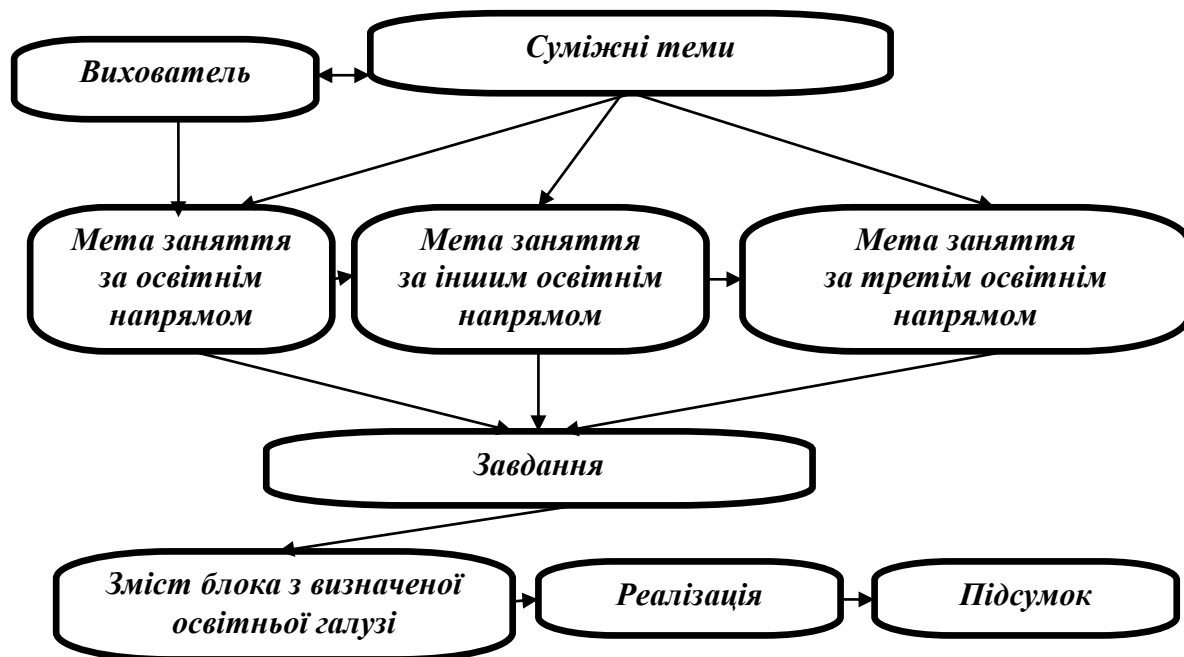 Вихователь
Суміжні теми
Мета заняття
за освітнім
напрямом
Мета заняття
за іншим освітнім
напрямом
Мета заняття
за третім освітнім
напрямом
Завдання
Зміст блока з визначеної
освітньої галузі
Реалізація
Підсумок